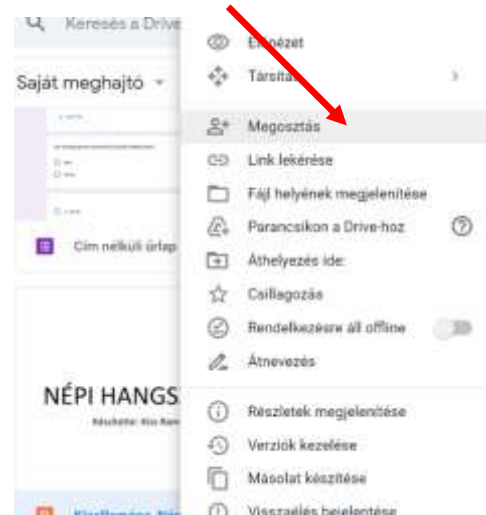 Keresés a Drive
Saját meghajtó
Cím nélküli űrlap
NÉPI HANGS
Előnézet
Társítás
Megosztás
Link lekérése
Fájl helyének megjelenítése
Parancsikon a Drive-hoz
Áthelyezés ide:
Csillagozás
Rendelkezésre áll offline
Átnevezés
Részletek megjelenítése
Verziók kezelése
Másolat készítése
Visszaélés bejelentése